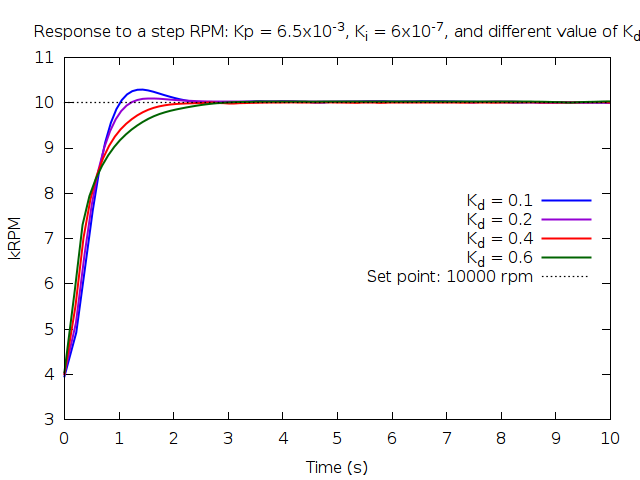 Response to a step RPM: Kp = 6.5x10-3, Ki = 6x10-7, and different value of Kd
11
10
9
8
7
6
5
4
3
kRPM
Kd = 0.1
Kd = 0.2
Kd = 0.4
Kd = 0.6
Set point: 10000 rpm
0 1 2 3 4 5 6 7 8 9 10
Time (s)